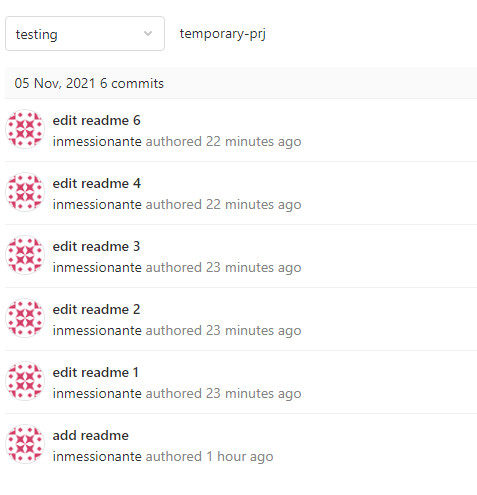 testing temporary-prj
05 Nov, 2021 6 commits
edit readme 6
inmessionante authored 22 minutes ago
edit readme 4
inmessionante authored 22 minutes ago
edit readme 3
inmessionante authored 23 minutes ago
edit readme 2
inmessionante authored 23 minutes ago
edit readme 1
inmessionante authored 23 minutes ago
add readme
inmessionante authored 1 hour ago